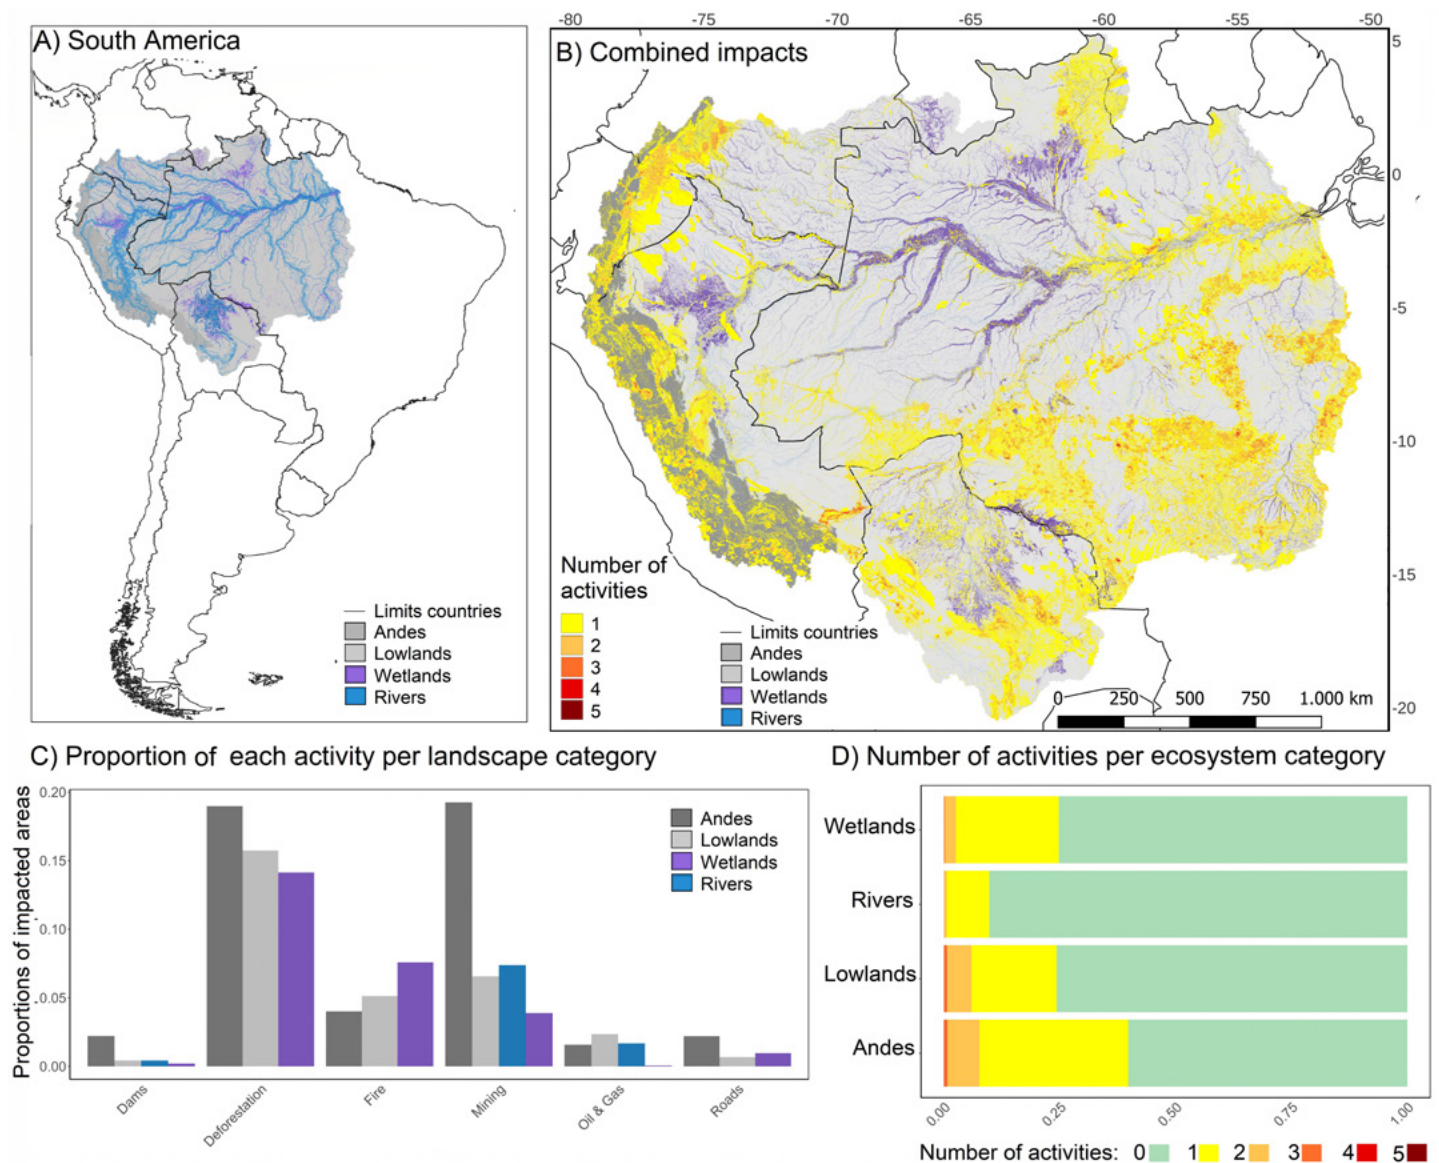 A) South America
Limits countries
Andes
Lowlands
Wetlands
Rivers
-80 -75 -70 -65 -60 -55 -50
B) Combined impacts
5
0
-5
-10
-15
-20
Number of
activities
1
2
3
4
5
Limits countries
Andes
Lowlands
Wetlands
Rivers
0 250 500 750 1.000 km
C) Proportion of each activity per landscape category
Proportions of impacted areas
0.20
0.15
0.10
0.05
0.00
Andes
Lowlands
Wetlands
Rivers
Dams
Deforestation
Fire
Mining
Oil & Gas
Roads
D) Number of activities per ecosystem category
Wetlands
Rivers
Lowlands
Andes
0.00 0.25 0.50 0.75 1.00
Number of activities: 0 1 2 3 4 5